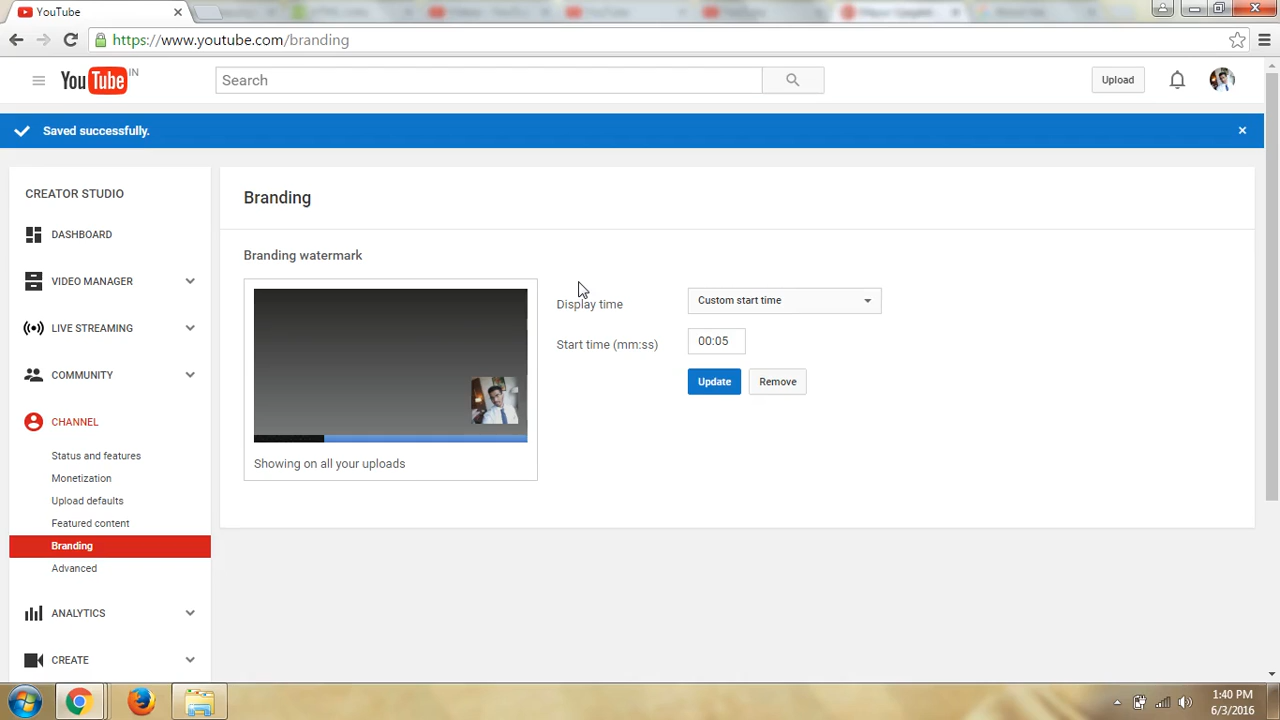 YouTube
https://www.youtube.com/branding
YouTube IN
Search
Upload
Saved successfully.
CREATOR STUDIO
DASHBOARD
VIDEO MANAGER
LIVE STREAMING
COMMUNITY
CHANNEL
Status and features
Monetization
Upload defaults
Featured content
Branding
Advanced
ANALYTICS
CREATE
Branding
Branding watermark
Display time
Custom start time
Start time (mm:ss)
00:05
Update
Remove
Showing on all your uploads
1:40 PM
6/3/2016